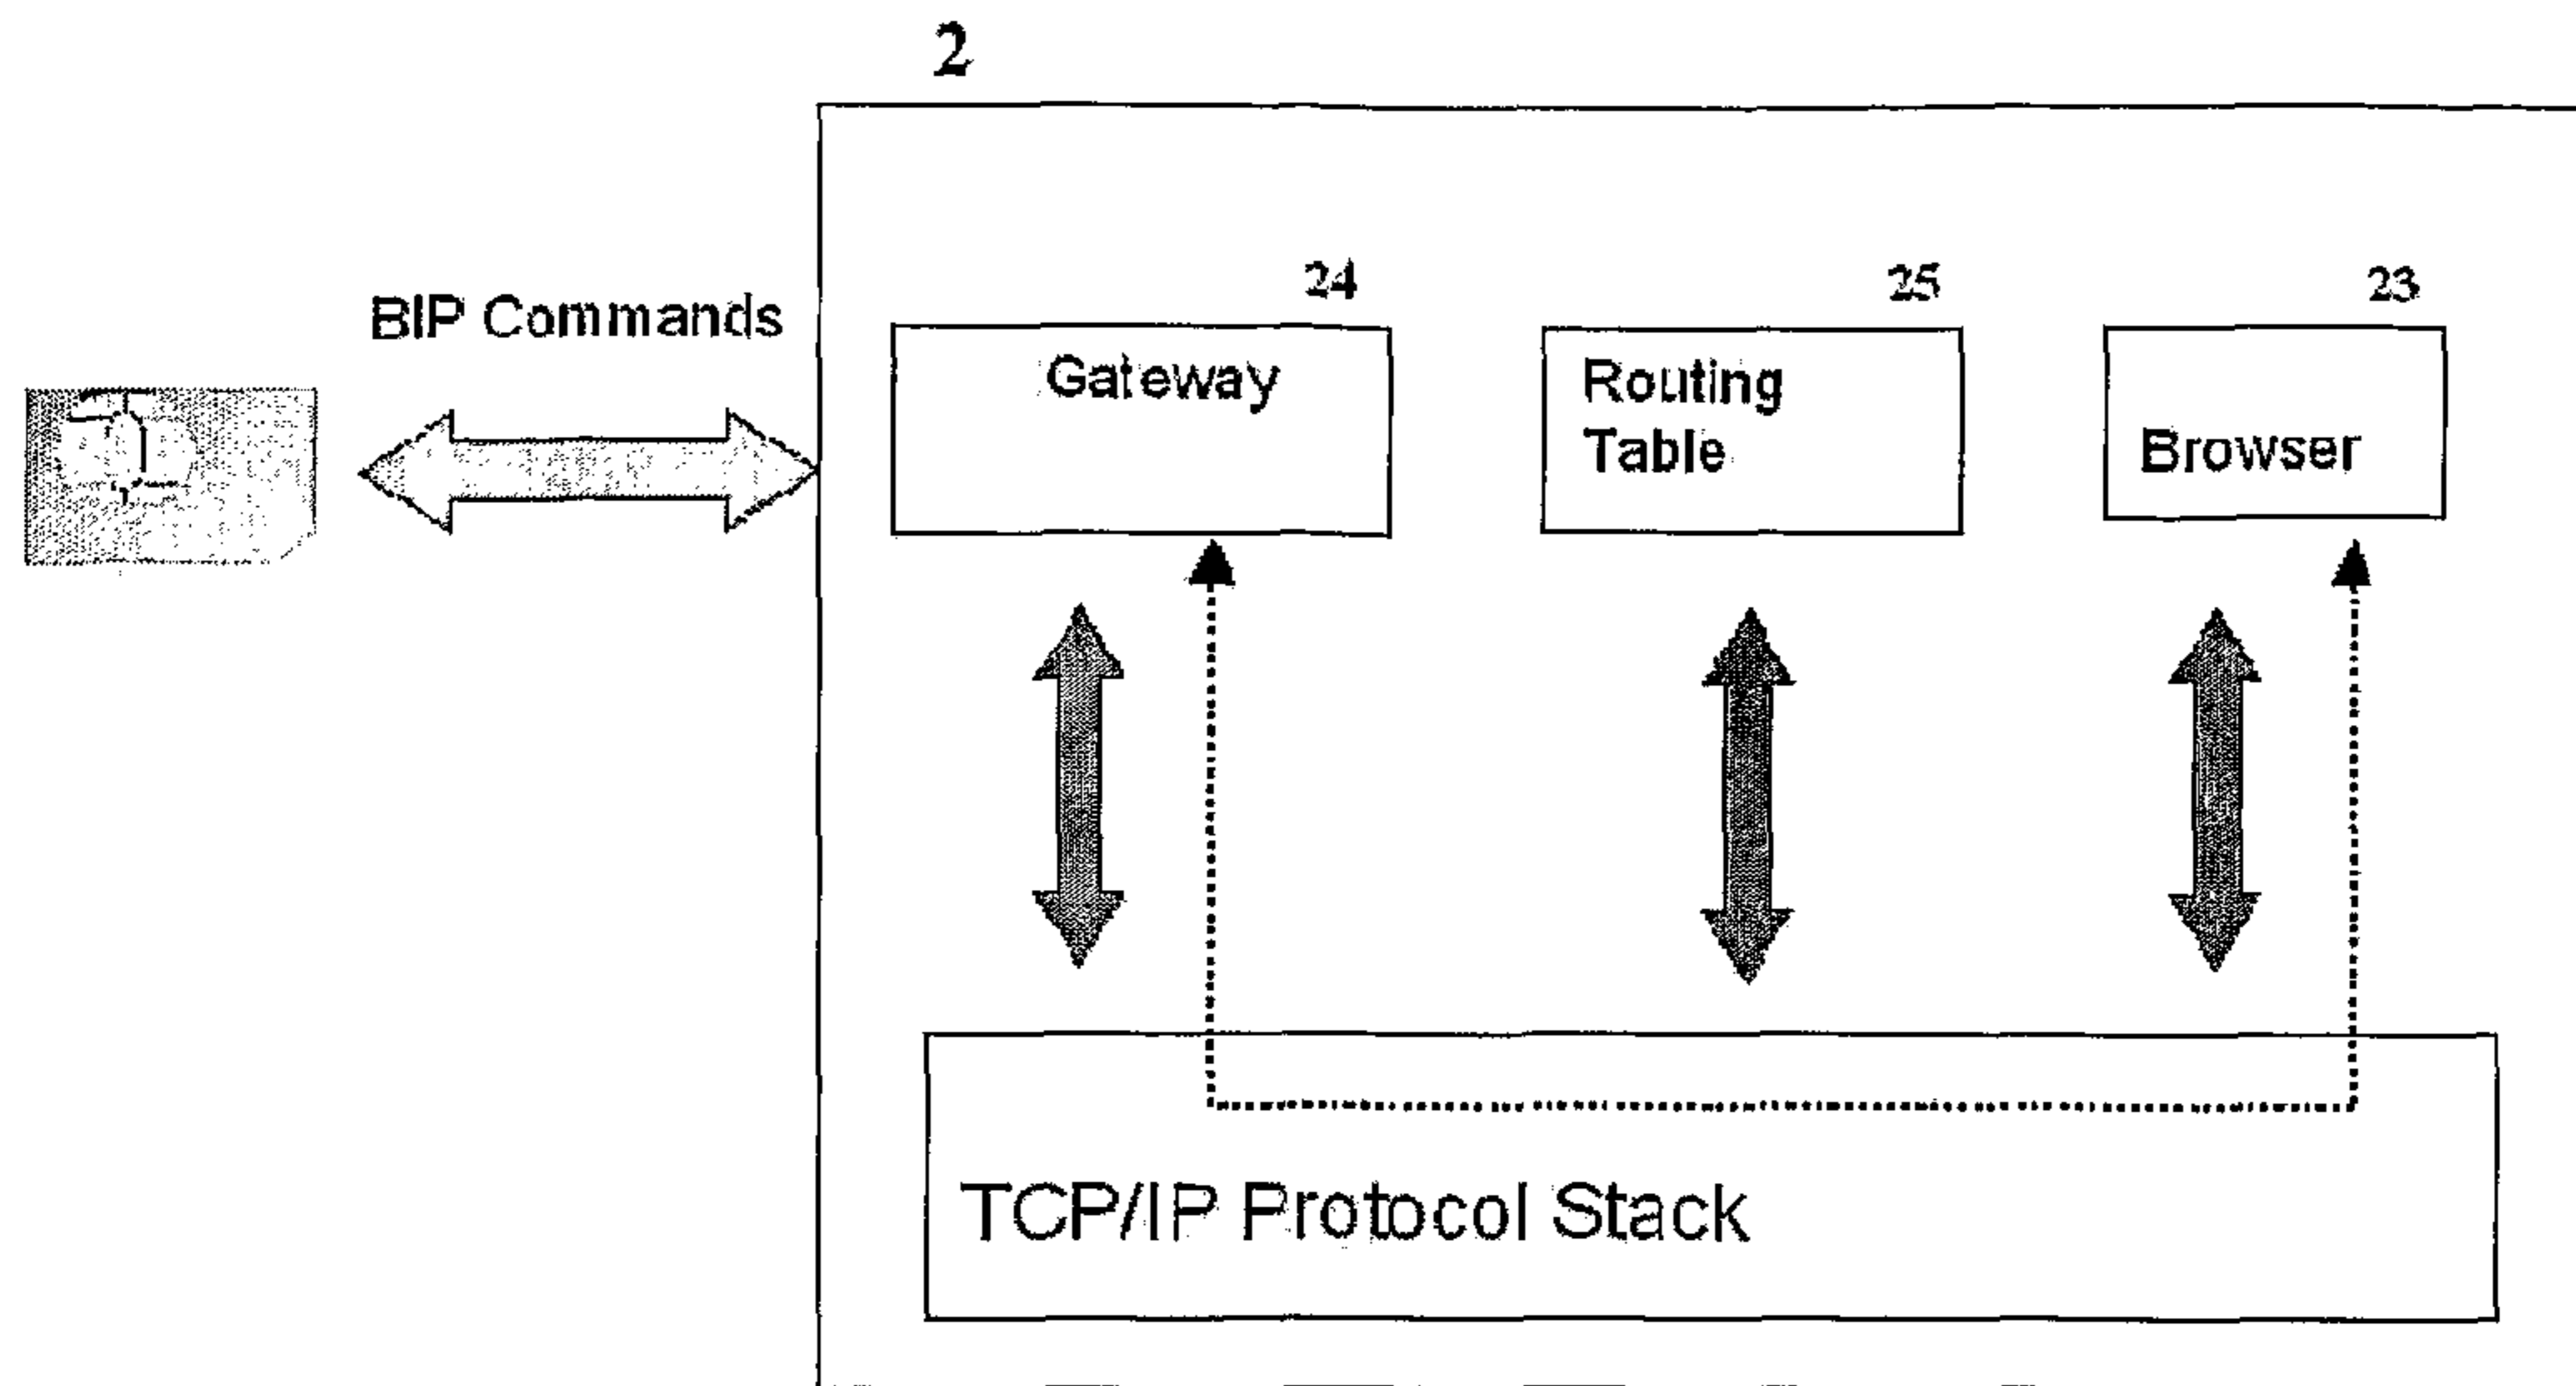 2
BIP Commands
24
Gateway
25
Routing
Table
23
Browser
TCP/IP Protocol Stack